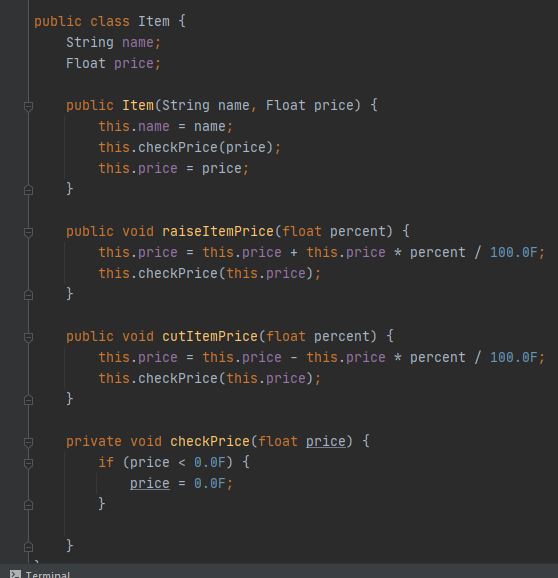 public class Item {
    String name;
    Float price;

    public Item(String name, Float price) {
        this.name = name;
        this.checkPrice(price);
        this.price = price;
    }

    public void raiseItemPrice(float percent) {
        this.price = this.price + this.price * percent / 100.0F;
        this.checkPrice(this.price);
    }

    public void cutItemPrice(float percent) {
        this.price = this.price - this.price * percent / 100.0F;
        this.checkPrice(this.price);
    }

    private void checkPrice(float price) {
        if (price < 0.0F) {
            price = 0.0F;
        }

    }
}
Terminal